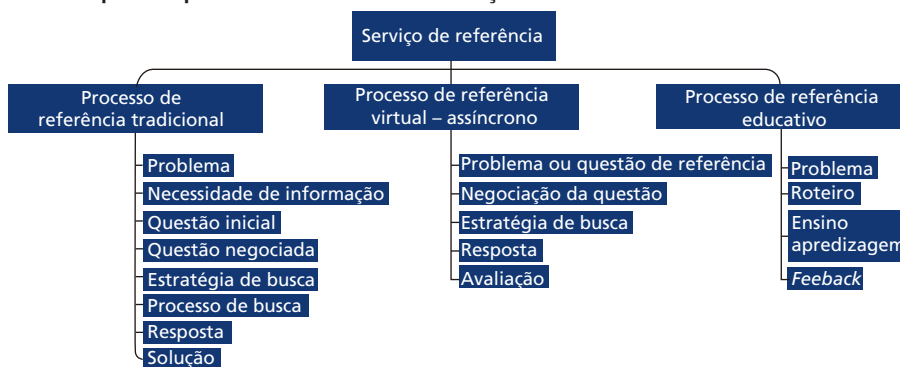 Serviço de referência
Processo de
referência tradicional
Problema
Necessidade de informação
Questão inicial
Questão negociada
Estratégia de busca
Processo de busca
Resposta
Solução
Processo de referência
virtual – assíncrono
Problema ou questão de referência
Negociação da questão
Estratégia de busca
Resposta
Avaliação
Processo de referência
educativo
Problema
Roteiro
Ensino
apredizagem
Feeback